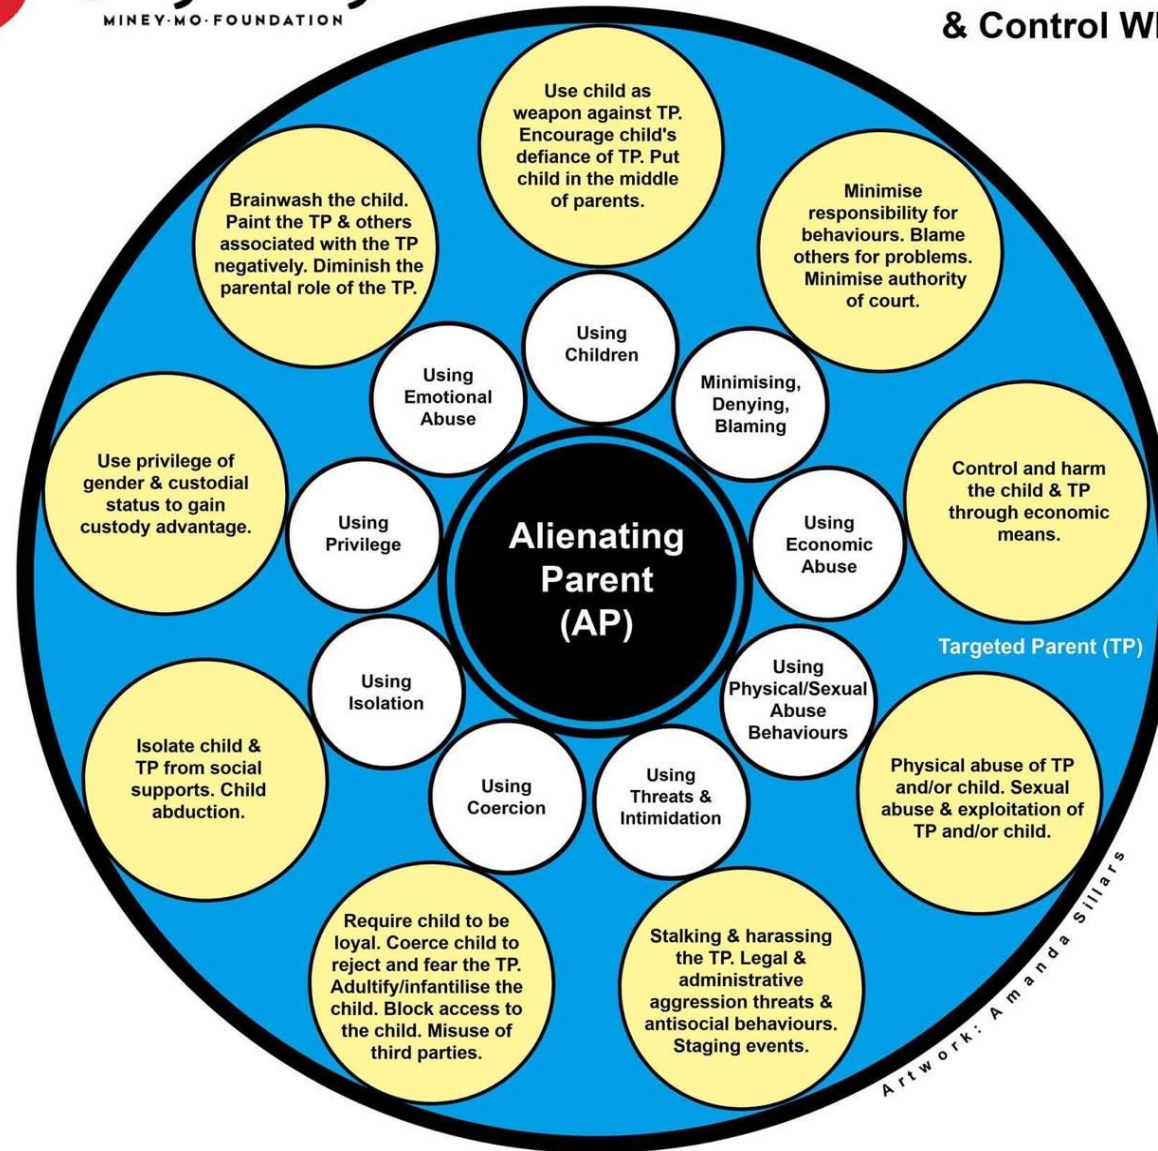 MINEY·MO·FOUNDATION
& Control
Use child as
weapon against TP.
Encourage child's
defiance of TP. Put
child in the middle
of parents.
Brainwash the child.
Paint the TP & others
associated with the TP
negatively. Diminish the
parental role of the TP.
Minimise
responsibility for
behaviours. Blame
others for problems.
Minimise authority
of court.
Using
Children
Using
Emotional
Abuse
Minimising,
Denying,
Blaming
Use privilege of
gender & custodial
status to gain
custody advantage.
Control and harm
the child & TP
through economic
means.
Using
Privilege
Alienating
Parent
(AP)
Using
Economic
Abuse
Targeted Parent (TP)
Using
Isolation
Using
Physical/Sexual
Abuse
Behaviours
Isolate child &
TP from social
supports. Child
abduction.
Using
Coercion
Using
Threats &
Intimidation
Physical abuse of TP
and/or child. Sexual
abuse & exploitation of
TP and/or child.
Require child to be
loyal. Coerce child to
reject and fear the TP.
Adultify/infantilise the
child. Block access to
the child. Misuse of
third parties.
Stalking & harassing
the TP. Legal &
administrative
aggression threats &
antisocial behaviours.
Staging events.
Artwork: Amanda Sillars